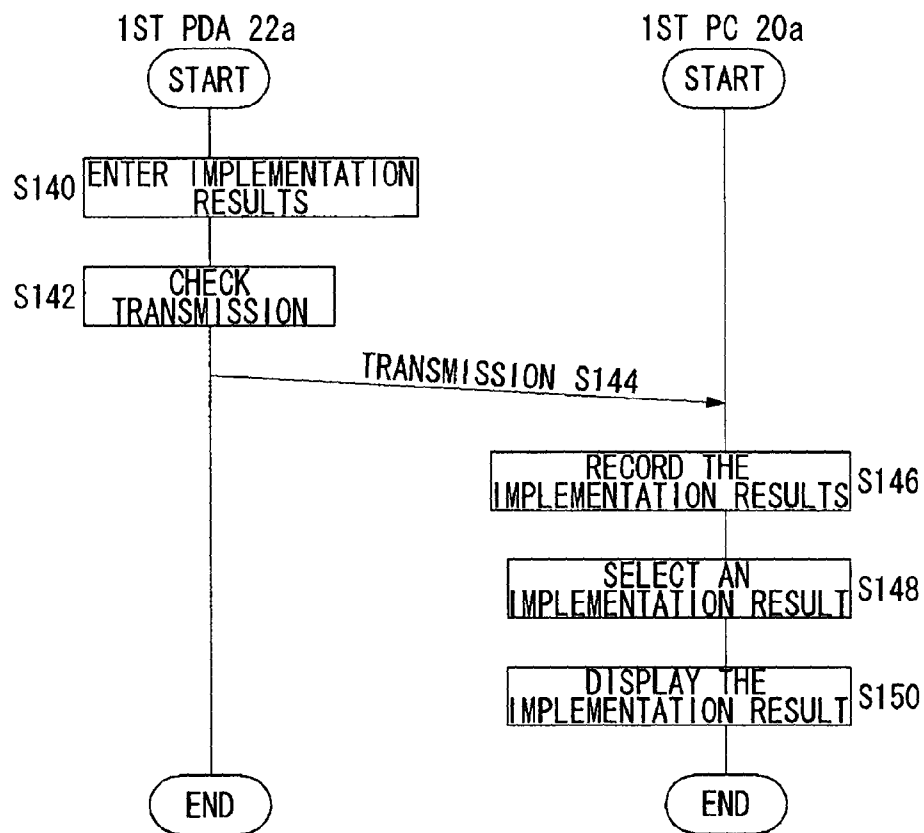 1ST PDA 22a
1ST PC 20a
START
START
S140
ENTER IMPLEMENTATION
RESULTS
S142
CHECK
TRANSMISSION
TRANSMISSION S144
RECORD THE
IMPLEMENTATION RESULTS
S146
SELECT AN
IMPLEMENTATION RESULT
S148
DISPLAY THE
IMPLEMENTATION RESULT
S150
END
END